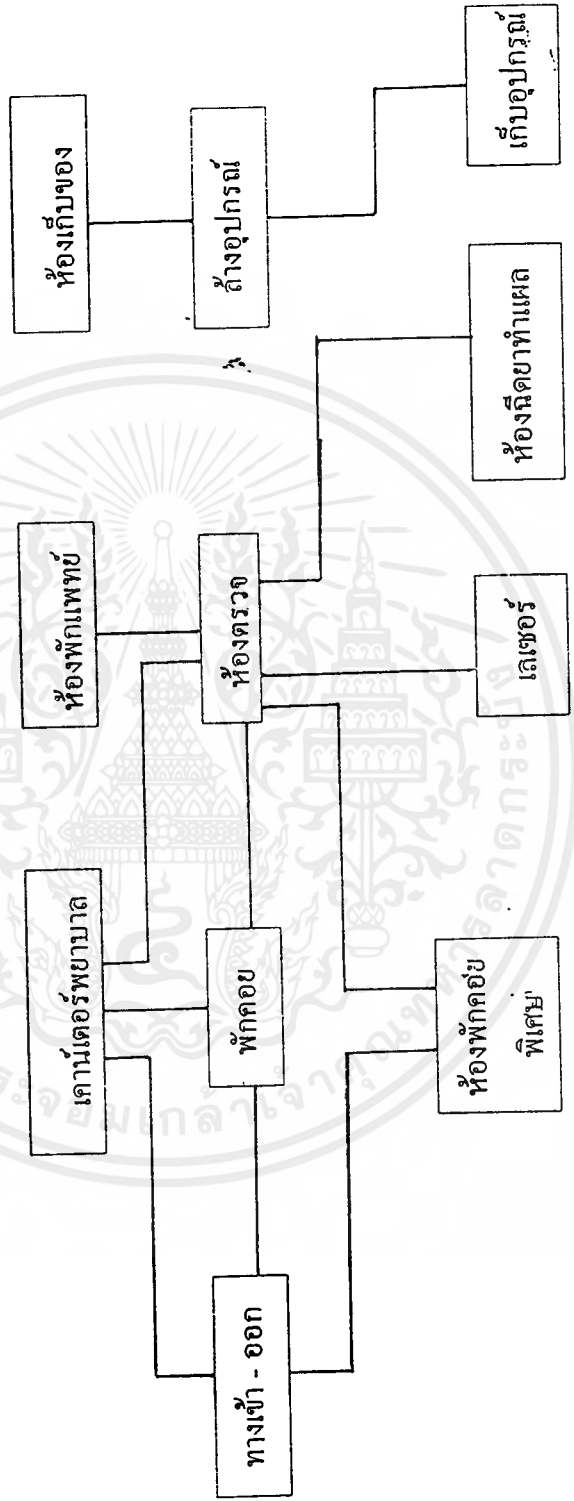 ห้องเก็บของ
ล้างอุปกรณ์
เก็บอุปกรณ์
ห้องพักแพทย์
ห้องตรวจ
ห้องฉีดยาทำแผล
เลเซอร์
เคาน์เตอร์พยาบาล
พักคอย
ห้องพักคอย
พิเศษ
ทางเข้า - ออก